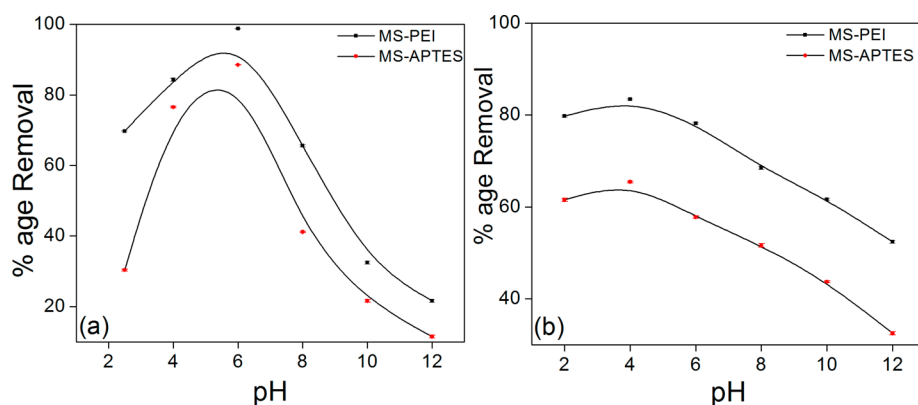 100
80
60
40
20
% age Removal
MS-PEI
MS-APTES
(a)
2
4
6
8
10
12
pH
100
80
60
40
% age Removal
MS-PEI
MS-APTES
(b)
2
4
6
8
10
12
pH